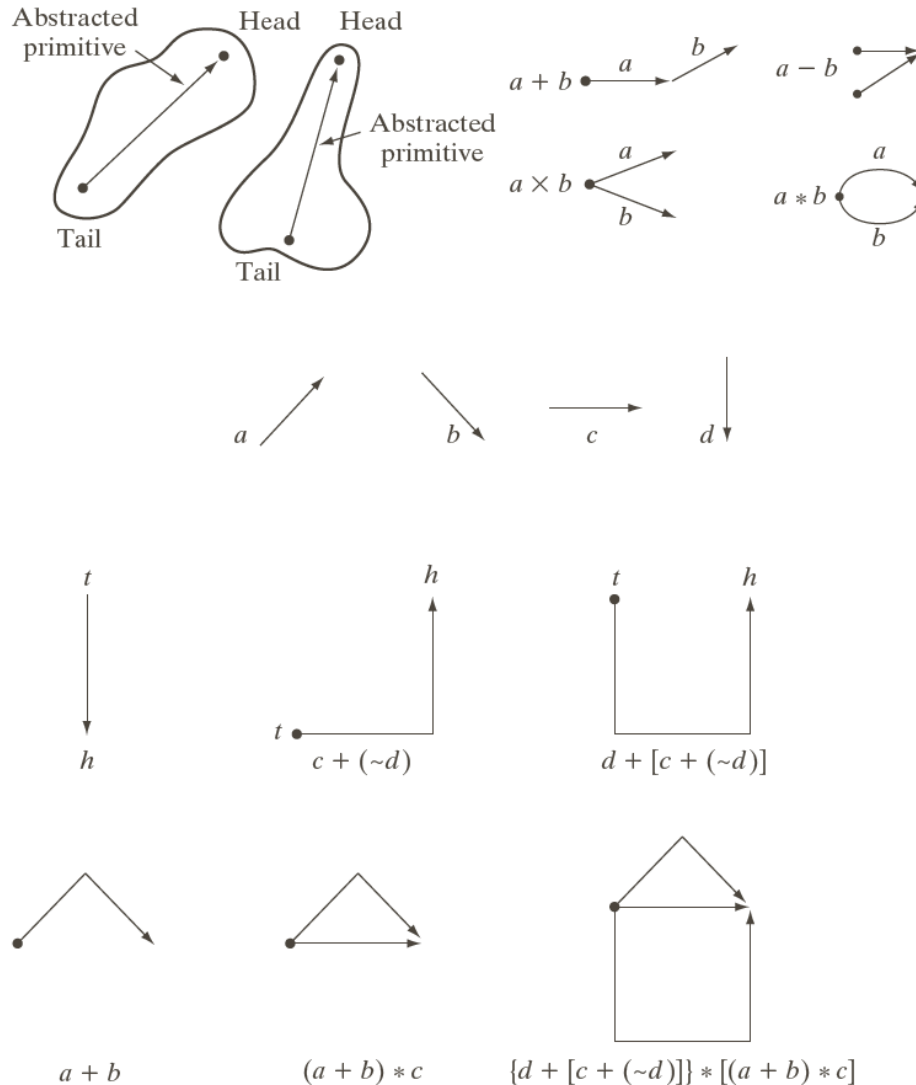 Abstracted
primitive
Head
Tail
Head
Abstracted
primitive
Tail
a + b
a
b
a − b
a × b
a
b
a * b
a
b
a
b
c
d
t
h
t
h
c + (~d)
t
h
d + [c + (~d)]
a + b
(a + b) * c
{d + [c + (~d)]} * [(a + b) * c]